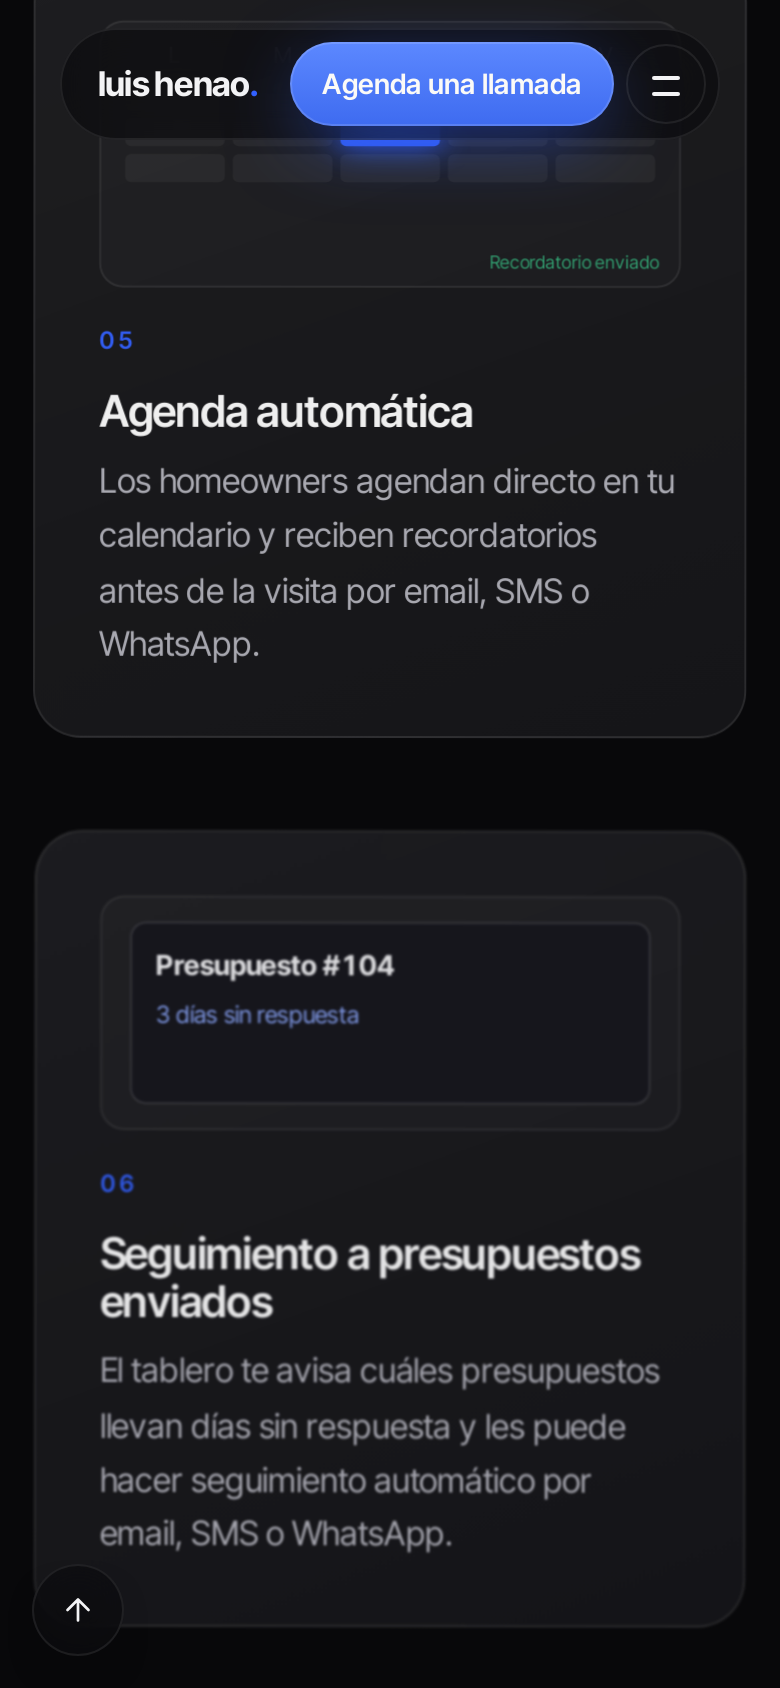 luis henao.
Agenda una llamada
Recordatorio enviado
05
Agenda automática
Los homeowners agendan directo en tu
calendario y reciben recordatorios
antes de la visita por email, SMS o
WhatsApp.
Presupuesto #104
3 días sin respuesta
06
Seguimiento a presupuestos
enviados
El tablero te avisa cuáles presupuestos
llevan días sin respuesta y les puede
hacer seguimiento automático por
email, SMS o WhatsApp.